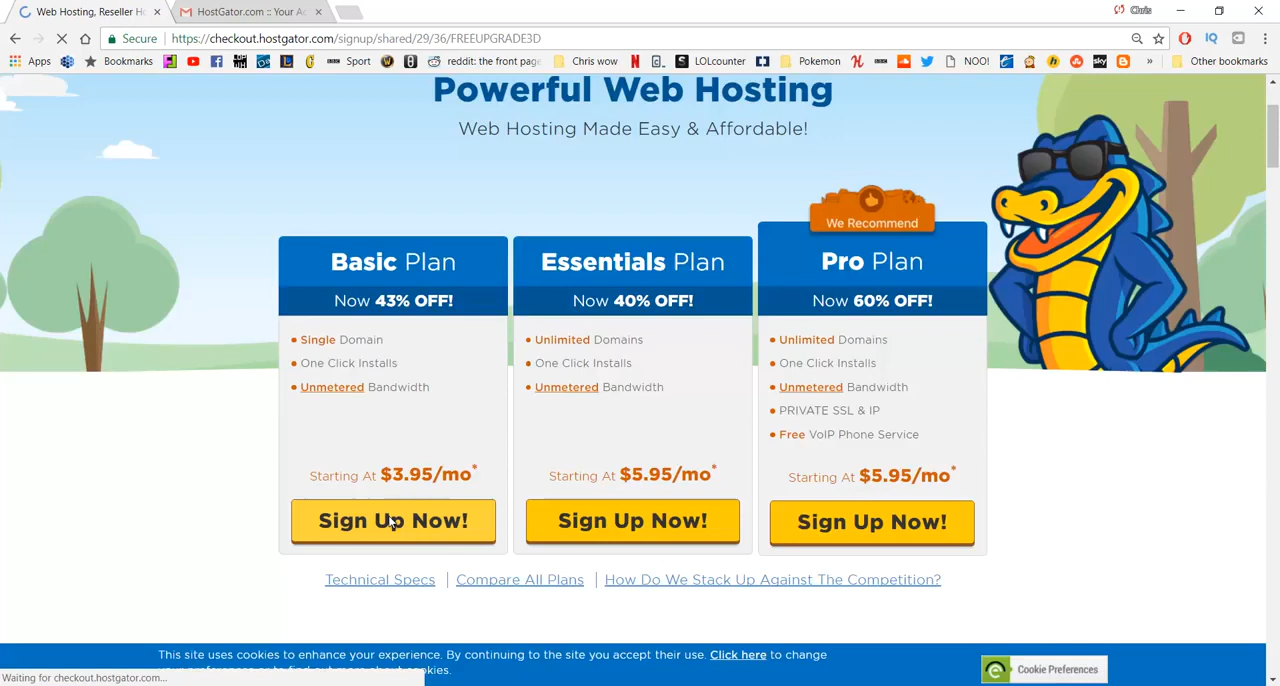 Web Hosting, Reseller Ho
HostGator.com :: Your Ac
Chris
Secure
https://checkout.hostgator.com/signup/shared/29/36/FREEUPGRADE3D
Apps
Bookmarks
Sport
reddit: the front page
Chris wow
LOLcounter
Pokemon
NOO!
Other bookmarks
Powerful Web Hosting
Web Hosting Made Easy & Affordable!
We Recommend
Basic Plan
Now 43% OFF!
Single Domain
One Click Installs
Unmetered Bandwidth
Starting At $3.95/mo*
Sign Up Now!
Essentials Plan
Now 40% OFF!
Unlimited Domains
One Click Installs
Unmetered Bandwidth
Starting At $5.95/mo*
Sign Up Now!
Pro Plan
Now 60% OFF!
Unlimited Domains
One Click Installs
Unmetered Bandwidth
PRIVATE SSL & IP
Free VoIP Phone Service
Starting At $5.95/mo*
Sign Up Now!
Technical Specs
Compare All Plans
How Do We Stack Up Against The Competition?
This site uses cookies to enhance your experience. By continuing to the site you accept their use. Click here to change
Cookie Preferences
Waiting for checkout.hostgator.com...